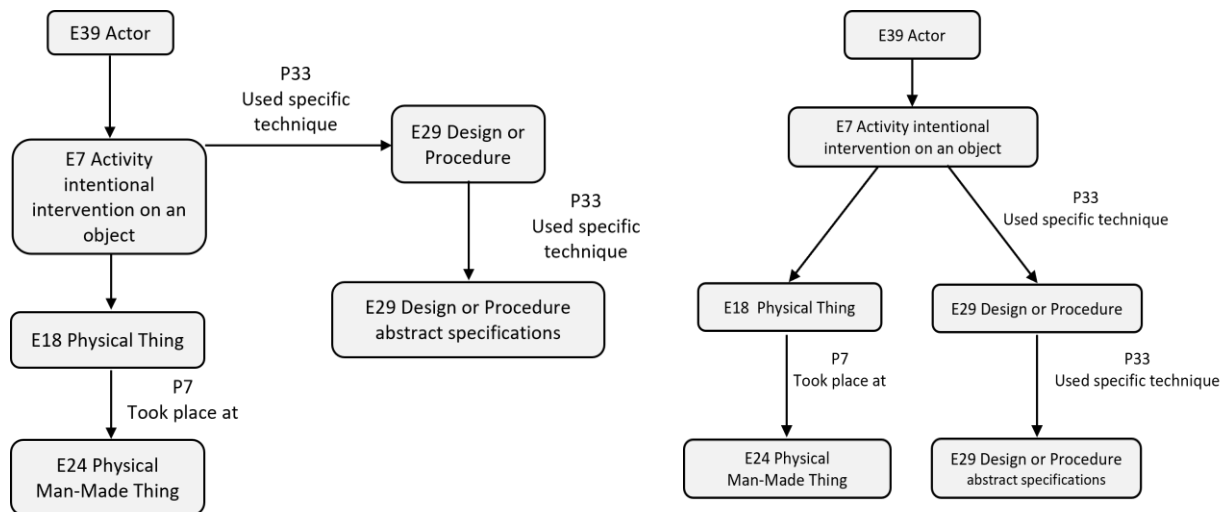 E39 Actor
P33
Used specific
technique
E29 Design or
Procedure
E7 Activity
intentional
intervention on an
object
P33
Used specific
technique
E29 Design or Procedure
abstract specifications
E18 Physical Thing
P7
Took place at
E24 Physical
Man-Made Thing
E39 Actor
E7 Activity intentional
intervention on an object
P33
Used specific technique
E18 Physical Thing
E29 Design or Procedure
P7
Took place at
P33
Used specific technique
E24 Physical
Man-Made Thing
E29 Design or Procedure
abstract specifications